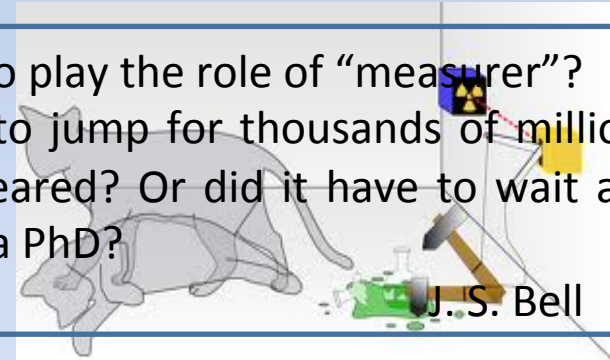 o play the role of “measurer”?
to jump for thousands of millio
eared? Or did it have to wait a
a PhD?
J. S. Bell